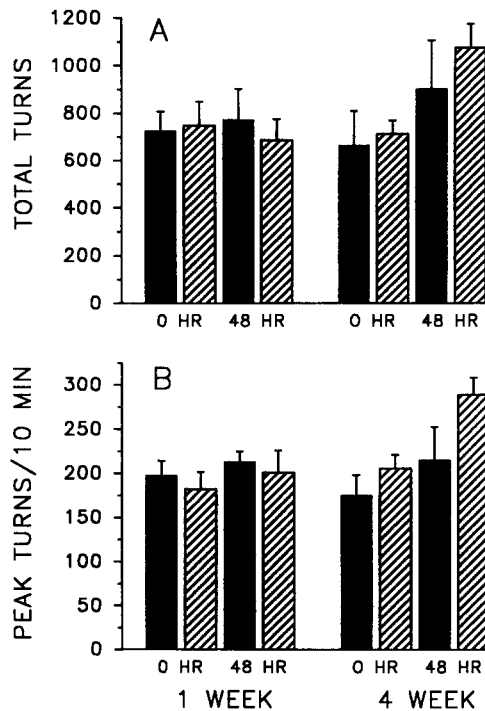 A
TOTAL TURNS
1200
1000
800
600
400
200
0
0 HR 48 HR 0 HR 48 HR
B
PEAK TURNS/10 MIN
300
250
200
150
100
50
0
0 HR 48 HR 0 HR 48 HR
1 WEEK 4 WEEK